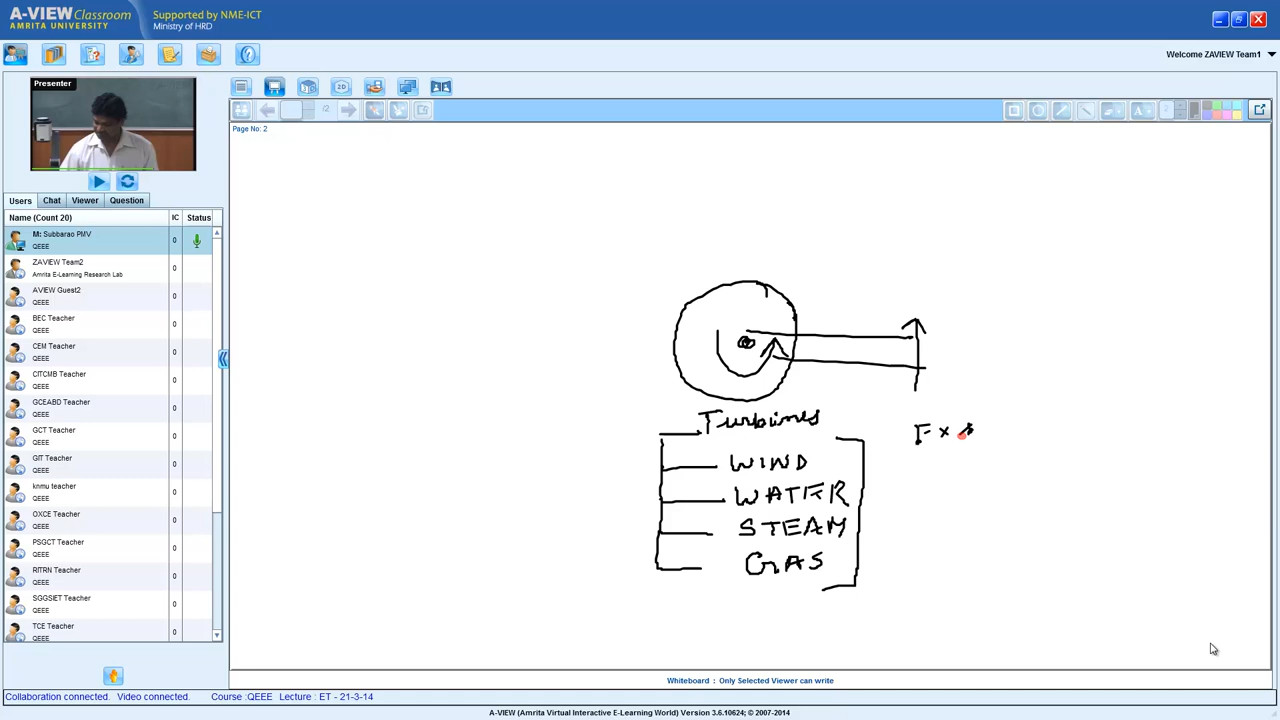 A-VIEW Classroom
AMRITA UNIVERSITY
Supported by NME-ICT
Ministry of HRD
Welcome ZAVIEW Team1
Presenter
/2
2
Page No: 2
Users Chat Viewer Question
Name (Count 20) IC Status
M: Subbarao PMV 0
QEEE
ZAVIEW Team2 0
Amrita E-Learning Research Lab
AVIEW Guest2 0
QEEE
BEC Teacher 0
QEEE
CEM Teacher 0
QEEE
CITCMB Teacher 0
QEEE
GCEABD Teacher 0
QEEE
GCT Teacher 0
QEEE
GIT Teacher 0
QEEE
knmu teacher 0
QEEE
OXCE Teacher 0
QEEE
PSGCT Teacher 0
QEEE
RITRN Teacher 0
QEEE
SGGSIET Teacher 0
QEEE
TCE Teacher 0
QEEE
Turbines
WIND
WATER
STEAM
GAS
F ×
Whiteboard : Only Selected Viewer can write
Collaboration connected. Video connected. Course :QEEE Lecture : ET - 21-3-14
A-VIEW (Amrita Virtual Interactive E-Learning World) Version 3.6.10624; © 2007-2014